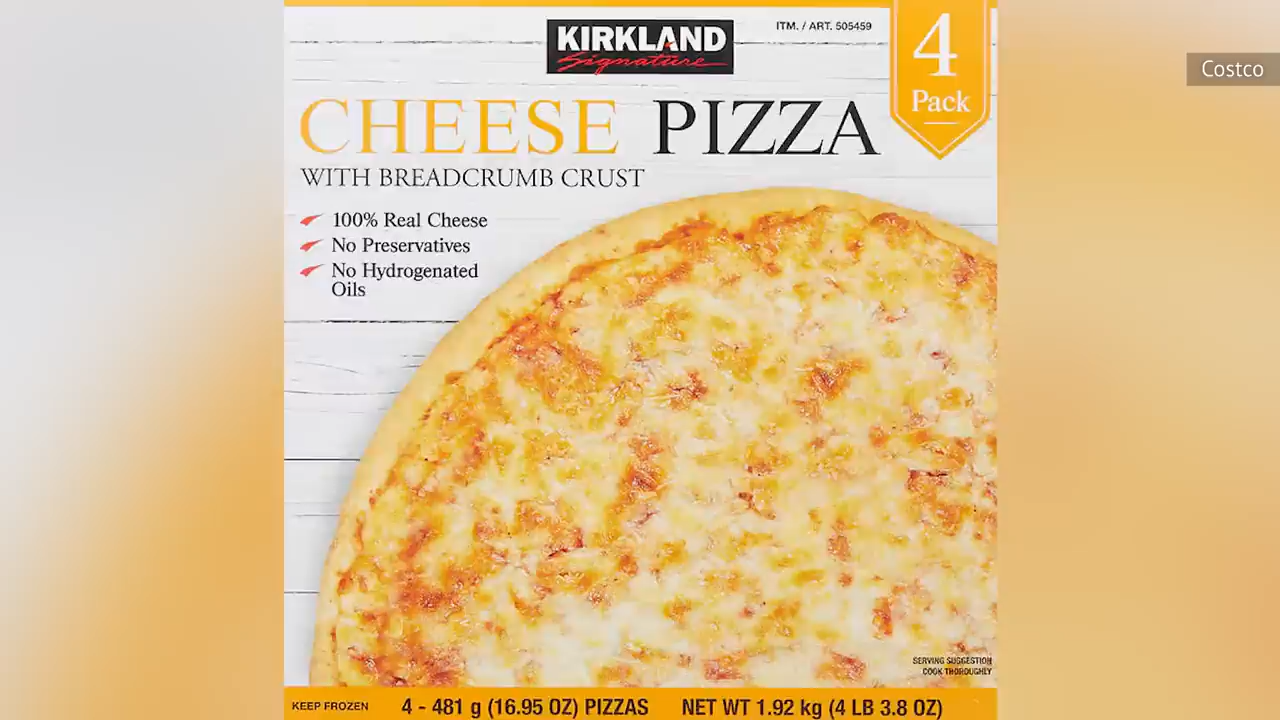 ITM. / ART. 505459
KIRKLAND
Signature
4
Pack
Costco
CHEESE PIZZA
WITH BREADCRUMB CRUST
100% Real Cheese
No Preservatives
No Hydrogenated
Oils
SERVING SUGGESTION
COOK THOROUGHLY
KEEP FROZEN
4 - 481 g (16.95 OZ) PIZZAS
NET WT 1.92 kg (4 LB 3.8 OZ)